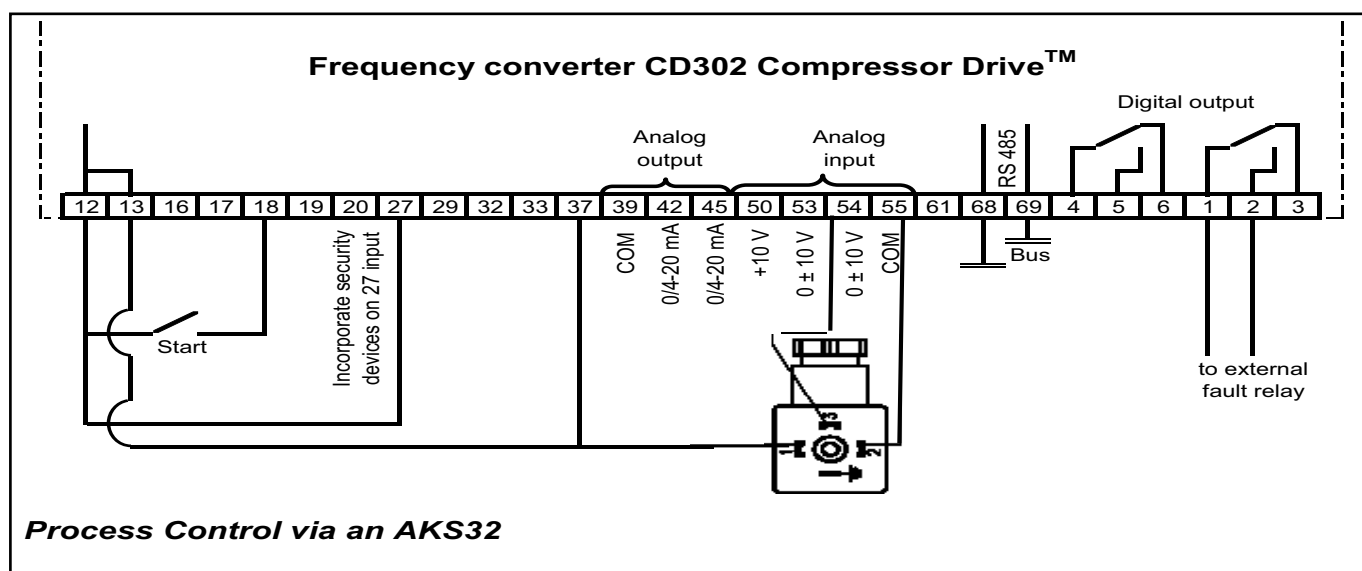 Frequency converter CD302 Compressor Drive™
Digital output
Analog
output
Analog
input
RS 485
12 13 16 17 18 19 20 27 29 32 33 37 39 42 45 50 53 54 55 61 68 69 4 5 6 1 2 3
Incorporate security
devices on 27 input
COM
0/4-20 mA
0/4-20 mA
+10 V
0 ± 10 V
0 ± 10 V
COM
Bus
Start
to external
fault relay
3
1
2
Process Control via an AKS32